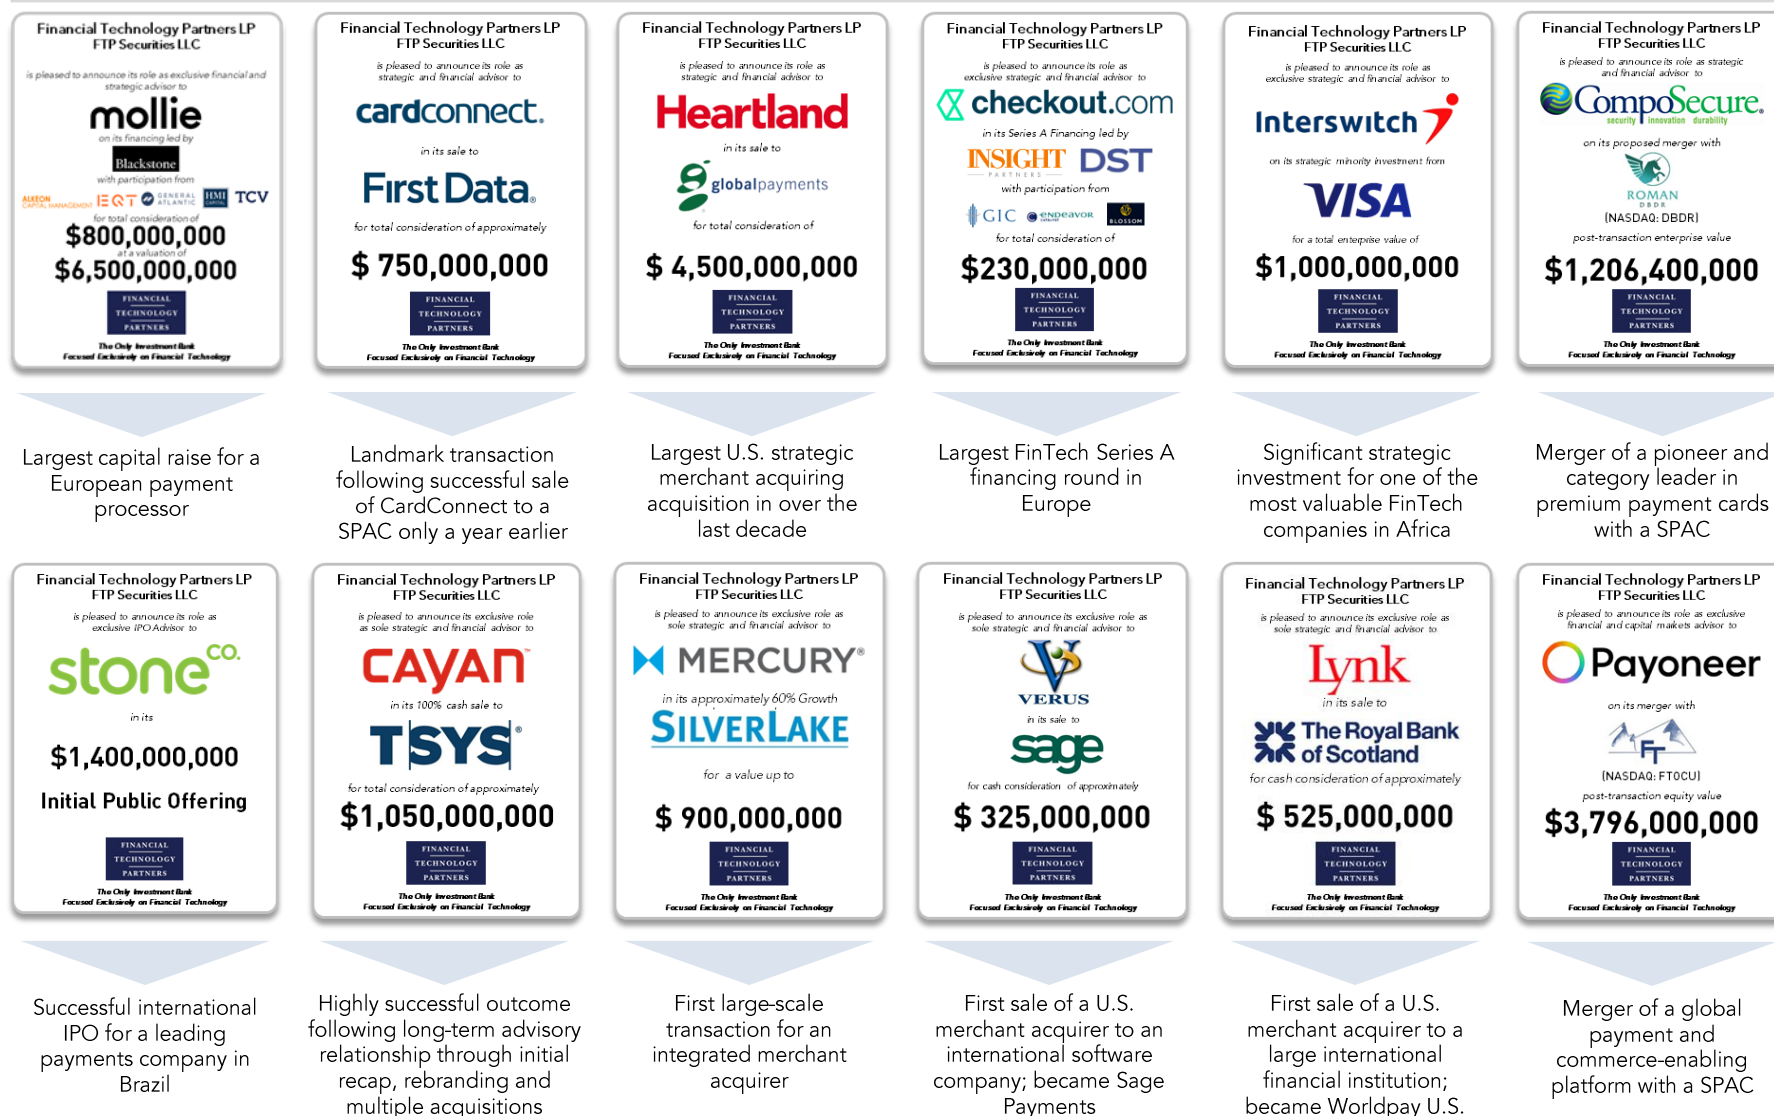 Financial Technology Partners LP
FTP Securities LLC
is pleased to announce its role as exclusive financial and
strategic advisor to
mollie
on its financing led by
Blackstone
with participation from
ALKEON
CAPITAL MANAGEMENT
EQT
GENERAL
ATLANTIC
HMI
CAPITAL
TCV
for total consideration of
$800,000,000
at a valuation of
$6,500,000,000
FINANCIAL
TECHNOLOGY
PARTNERS
The Only Investment Bank
Focused Exclusively on Financial Technology
Largest capital raise for a
European payment
processor
Financial Technology Partners LP
FTP Securities LLC
is pleased to announce its role as
strategic and financial advisor to
cardconnect.
in its sale to
First Data®
for total consideration of approximately
$ 750,000,000
FINANCIAL
TECHNOLOGY
PARTNERS
The Only Investment Bank
Focused Exclusively on Financial Technology
Landmark transaction
following successful sale
of CardConnect to a
SPAC only a year earlier
Financial Technology Partners LP
FTP Securities LLC
is pleased to announce its role as
strategic and financial advisor to
Heartland
in its sale to
globalpayments
for total consideration of
$ 4,500,000,000
FINANCIAL
TECHNOLOGY
PARTNERS
The Only Investment Bank
Focused Exclusively on Financial Technology
Largest U.S. strategic
merchant acquiring
acquisition in over the
last decade
Financial Technology Partners LP
FTP Securities LLC
is pleased to announce its role as
exclusive strategic and financial advisor to
checkout.com
in its Series A Financing led by
INSIGHT
PARTNERS
DST
with participation from
GIC
ENDEAVOR
CATALYST
BLOSSOM
for total consideration of
$230,000,000
FINANCIAL
TECHNOLOGY
PARTNERS
The Only Investment Bank
Focused Exclusively on Financial Technology
Largest FinTech Series A
financing round in
Europe
Financial Technology Partners LP
FTP Securities LLC
is pleased to announce its role as
exclusive strategic and financial advisor to
Interswitch
on its strategic minority investment from
VISA
for a total enterprise value of
$1,000,000,000
FINANCIAL
TECHNOLOGY
PARTNERS
The Only Investment Bank
Focused Exclusively on Financial Technology
Significant strategic
investment for one of the
most valuable FinTech
companies in Africa
Financial Technology Partners LP
FTP Securities LLC
is pleased to announce its role as strategic
and financial advisor to
CompoSecure®
security innovation durability
on its proposed merger with
ROMAN
DBDR
(NASDAQ: DBDR)
post-transaction enterprise value
$1,206,400,000
FINANCIAL
TECHNOLOGY
PARTNERS
The Only Investment Bank
Focused Exclusively on Financial Technology
Merger of a pioneer and
category leader in
premium payment cards
with a SPAC
Financial Technology Partners LP
FTP Securities LLC
is pleased to announce its role as
exclusive IPO Advisor to
stone co.
in its
$1,400,000,000
Initial Public Offering
FINANCIAL
TECHNOLOGY
PARTNERS
The Only Investment Bank
Focused Exclusively on Financial Technology
Successful international
IPO for a leading
payments company in
Brazil
Financial Technology Partners LP
FTP Securities LLC
is pleased to announce its exclusive role
as sole strategic and financial advisor to
CAYAN™
in its 100% cash sale to
TSYS®
for total consideration of approximately
$1,050,000,000
FINANCIAL
TECHNOLOGY
PARTNERS
The Only Investment Bank
Focused Exclusively on Financial Technology
Highly successful outcome
following long-term advisory
relationship through initial
recap, rebranding and
multiple acquisitions
Financial Technology Partners LP
FTP Securities LLC
is pleased to announce its exclusive role as
sole strategic and financial advisor to
MERCURY®
in its approximately 60% Growth
SILVERLAKE
for a value up to
$ 900,000,000
FINANCIAL
TECHNOLOGY
PARTNERS
The Only Investment Bank
Focused Exclusively on Financial Technology
First large-scale
transaction for an
integrated merchant
acquirer
Financial Technology Partners LP
FTP Securities LLC
is pleased to announce its exclusive role as
sole strategic and financial advisor to
VERUS
in its sale to
sage
for cash consideration of approximately
$ 325,000,000
FINANCIAL
TECHNOLOGY
PARTNERS
The Only Investment Bank
Focused Exclusively on Financial Technology
First sale of a U.S.
merchant acquirer to an
international software
company; became Sage
Payments
Financial Technology Partners LP
FTP Securities LLC
is pleased to announce its exclusive role as
sole strategic and financial advisor to
Lynk
in its sale to
The Royal Bank
of Scotland
for cash consideration of approximately
$ 525,000,000
FINANCIAL
TECHNOLOGY
PARTNERS
The Only Investment Bank
Focused Exclusively on Financial Technology
First sale of a U.S.
merchant acquirer to a
large international
financial institution;
became Worldpay U.S.
Financial Technology Partners LP
FTP Securities LLC
is pleased to announce its role as exclusive
financial and capital markets advisor to
Payoneer
on its merger with
FT
(NASDAQ: FTOCU)
post-transaction equity value
$3,796,000,000
FINANCIAL
TECHNOLOGY
PARTNERS
The Only Investment Bank
Focused Exclusively on Financial Technology
Merger of a global
payment and
commerce-enabling
platform with a SPAC